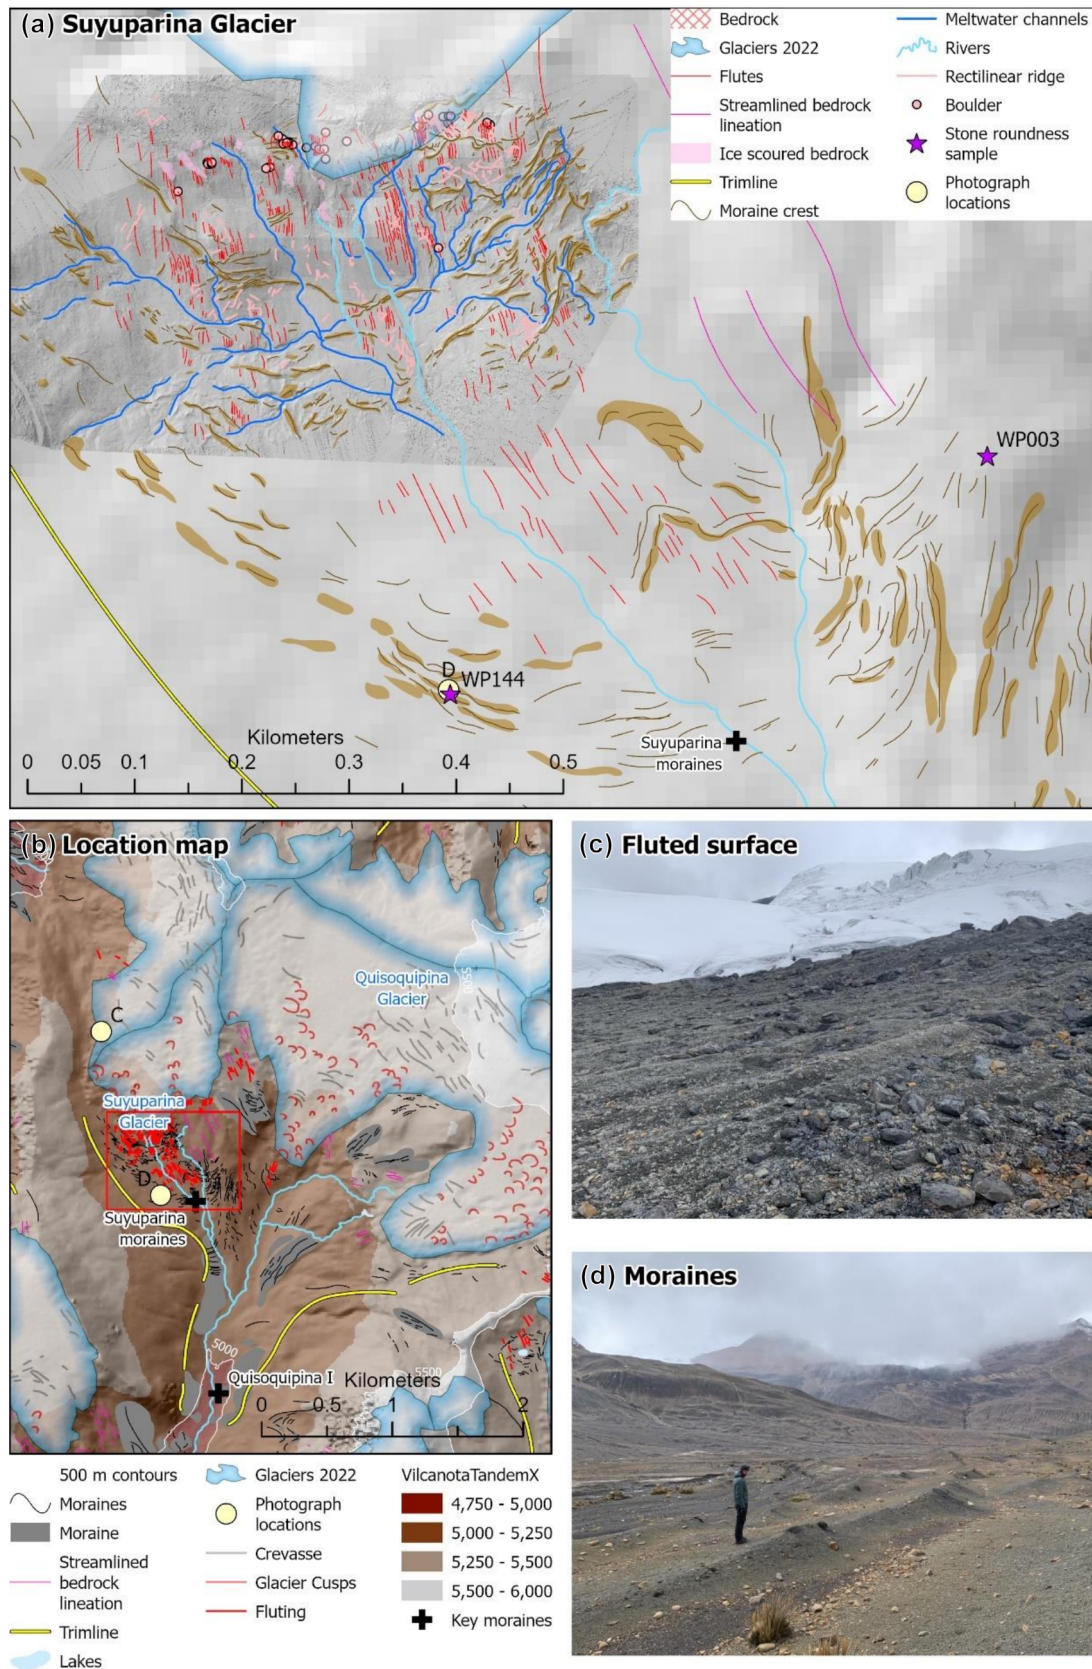 (a) Suyuparina Glacier
Bedrock
Glaciers 2022
Flutes
Streamlined bedrock
lineation
Ice scoured bedrock
Trimline
Moraine crest
Meltwater channels
Rivers
Rectilinear ridge
Boulder
Stone roundness
sample
Photograph
locations
WP003
D
WP144
Kilometers
0 0.05 0.1 0.2 0.3 0.4 0.5
Suyuparina
moraines
(b) Location map
Quisoquipina
Glacier
5500
C
Suyuparina
Glacier
D
Suyuparina
moraines
5000
Quisoquipina I
5500
Kilometers
0 0.5 1 2
500 m contours
Moraines
Moraine
Streamlined
bedrock
lineation
Trimline
Lakes
Glaciers 2022
Photograph
locations
Crevasse
Glacier Cusps
Fluting
VilcanotaTandemX
4,750 - 5,000
5,000 - 5,250
5,250 - 5,500
5,500 - 6,000
Key moraines
(c) Fluted surface
(d) Moraines